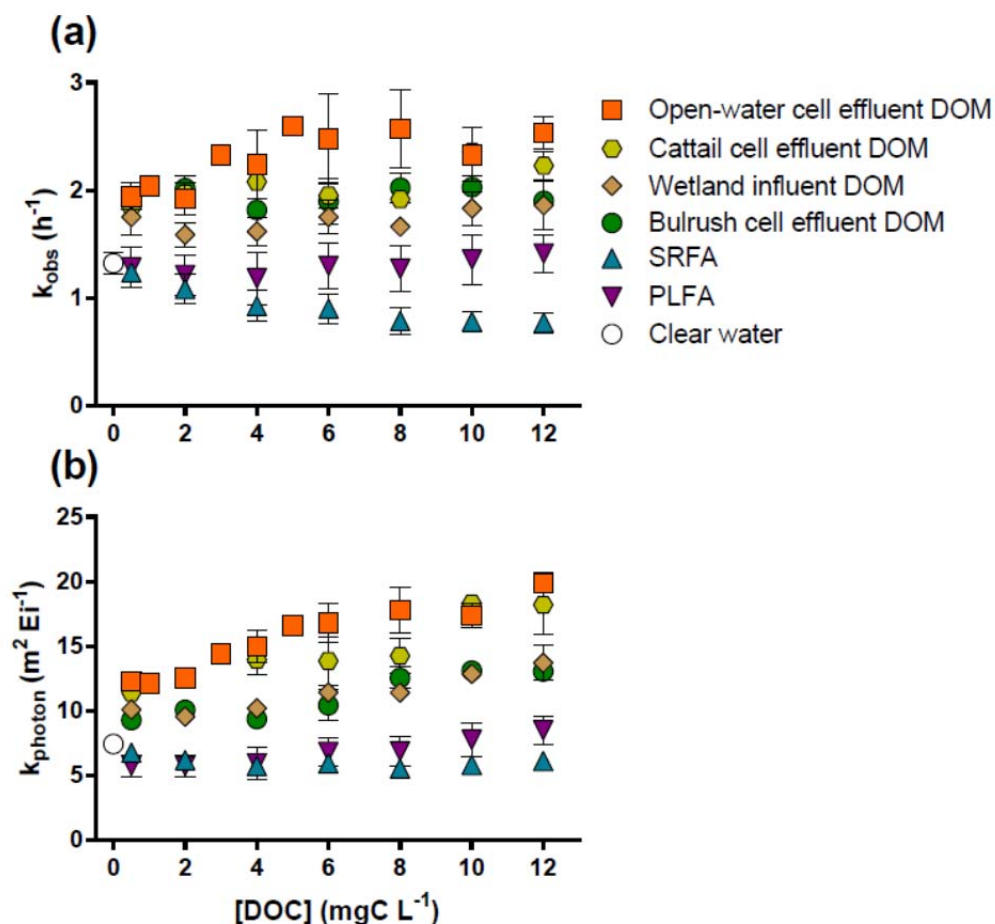 (a)
3
2
1
0
k_obs (h⁻¹)
0 2 4 6 8 10 12
Open-water cell effluent DOM
Cattail cell effluent DOM
Wetland influent DOM
Bulrush cell effluent DOM
SRFA
PLFA
Clear water
(b)
25
20
15
10
5
0
k_photon (m² Ei⁻¹)
0 2 4 6 8 10 12
[DOC] (mgC L⁻¹)